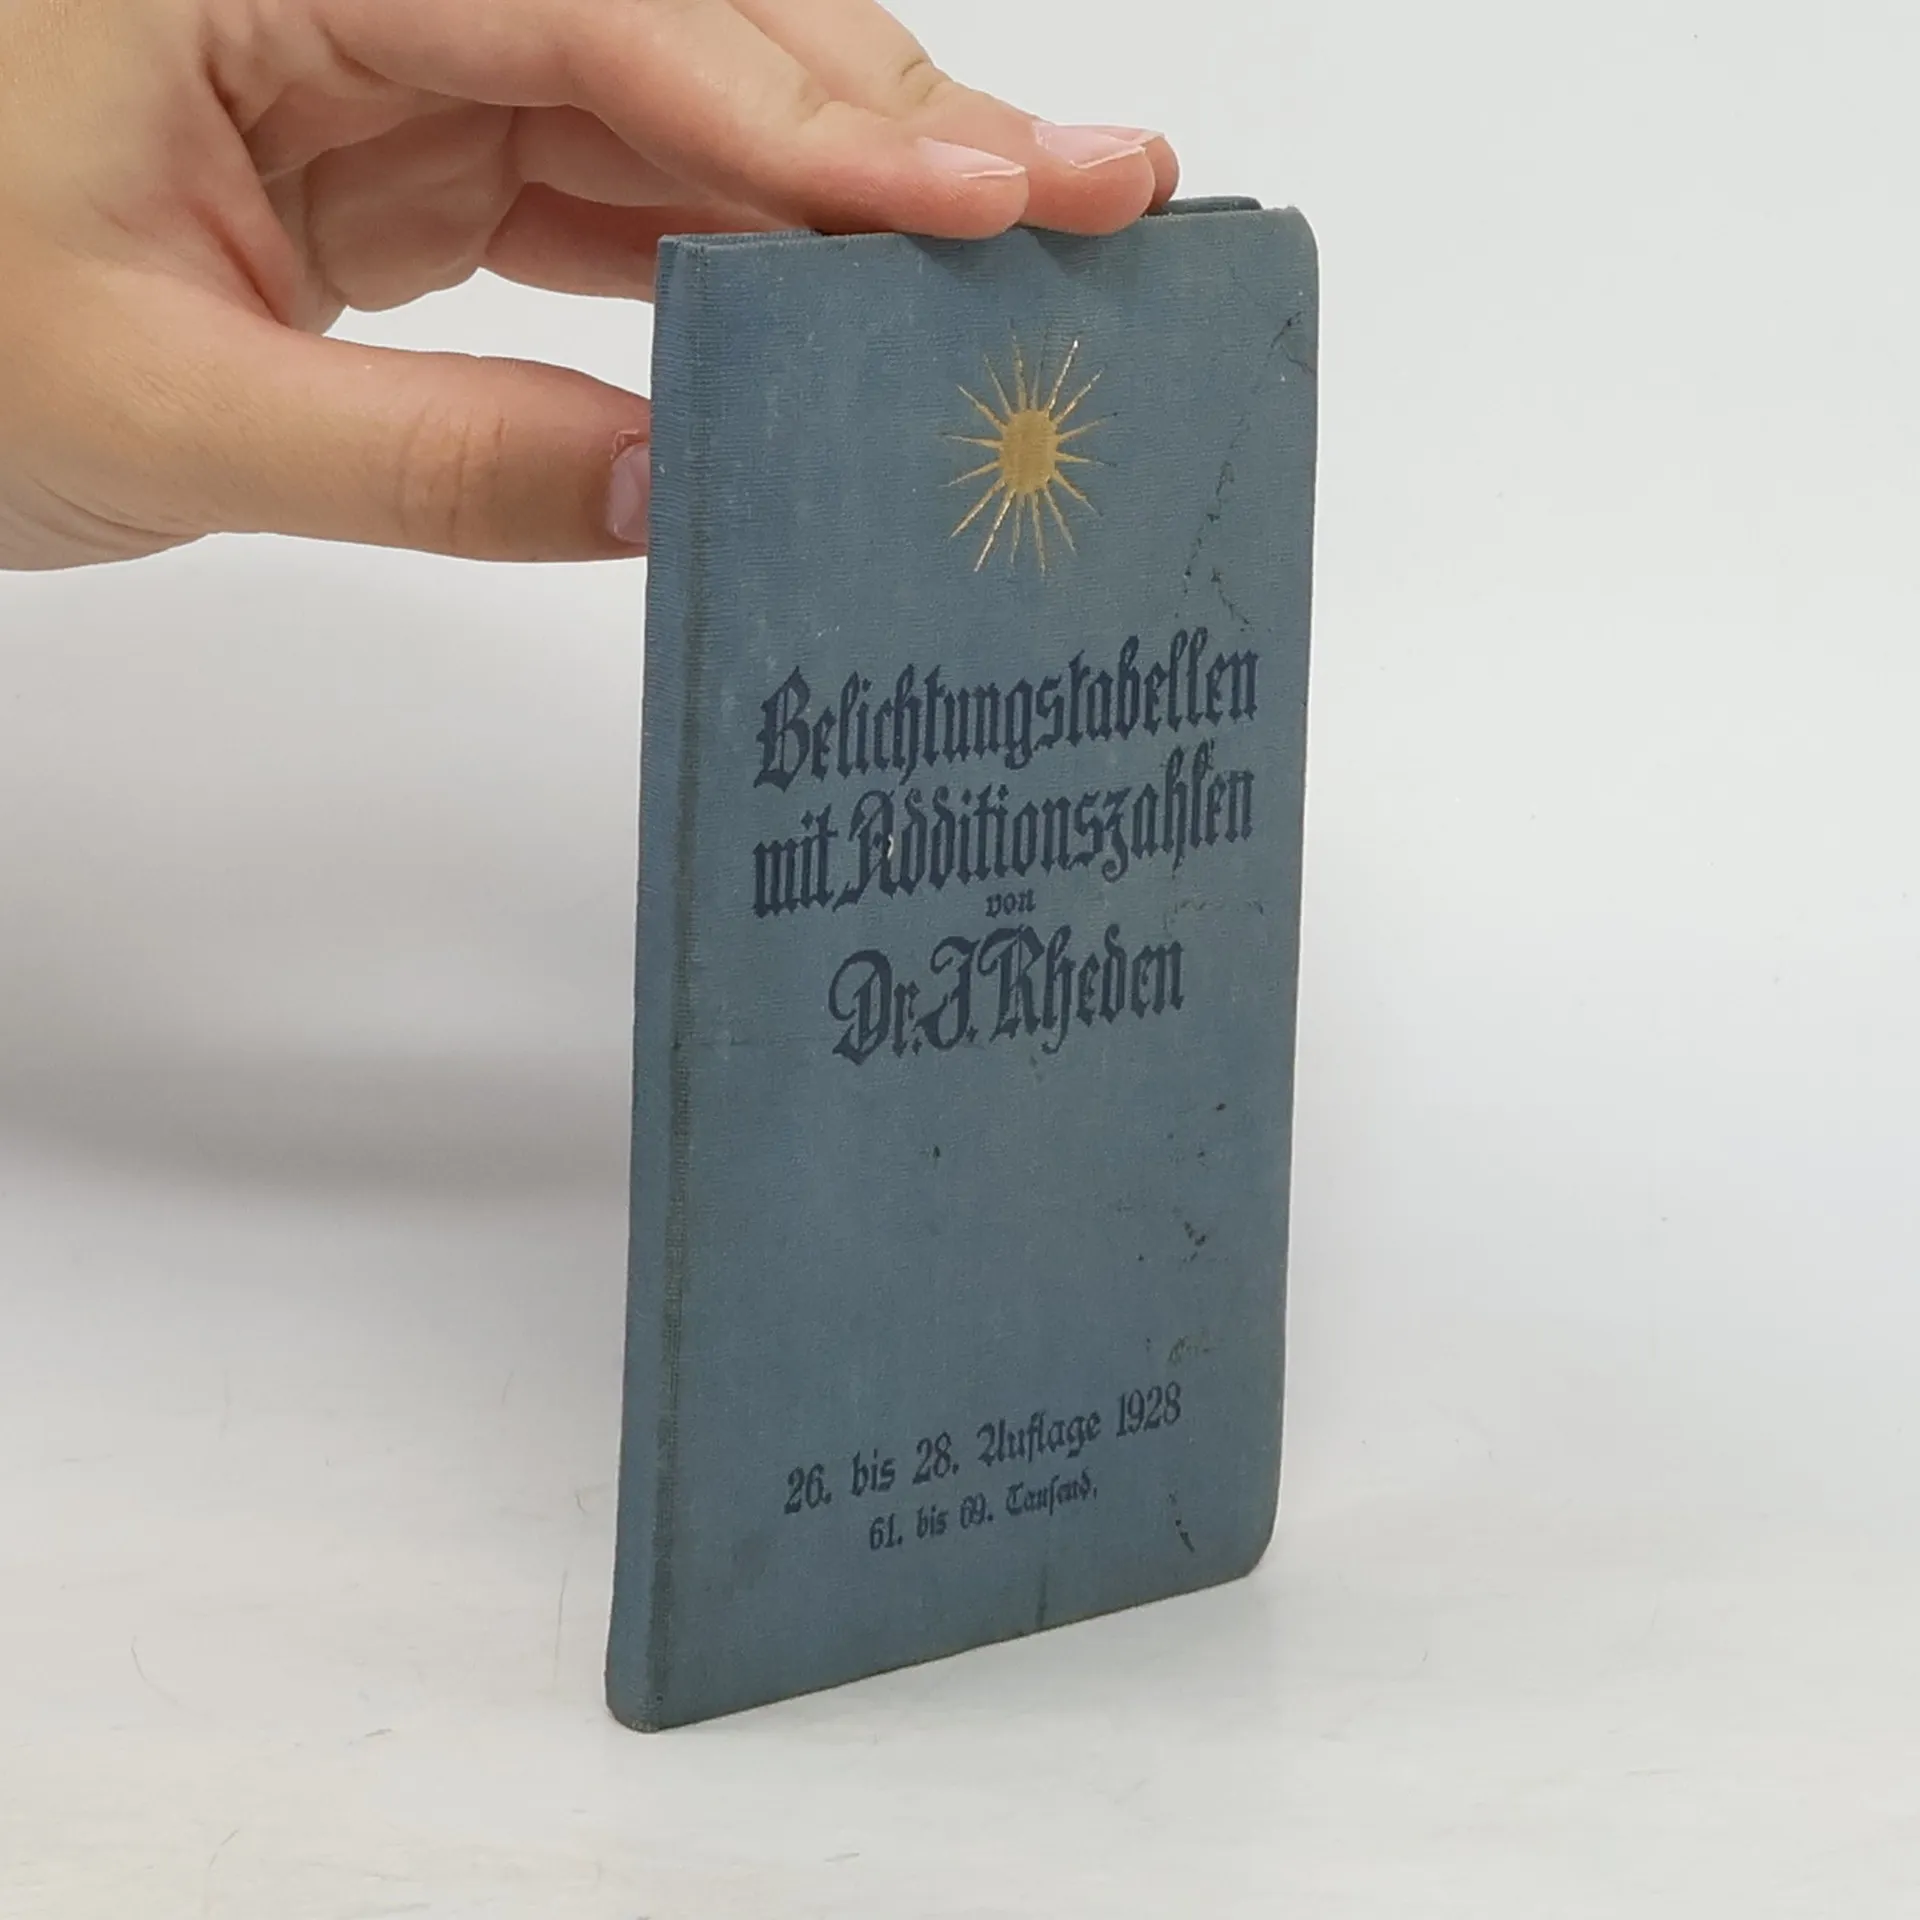 Belichtungstabellen
mit Additionszahlen
von
Dr. J. Rheden
26. bis 28. Auflage 1928
61. bis 69. Tausend.